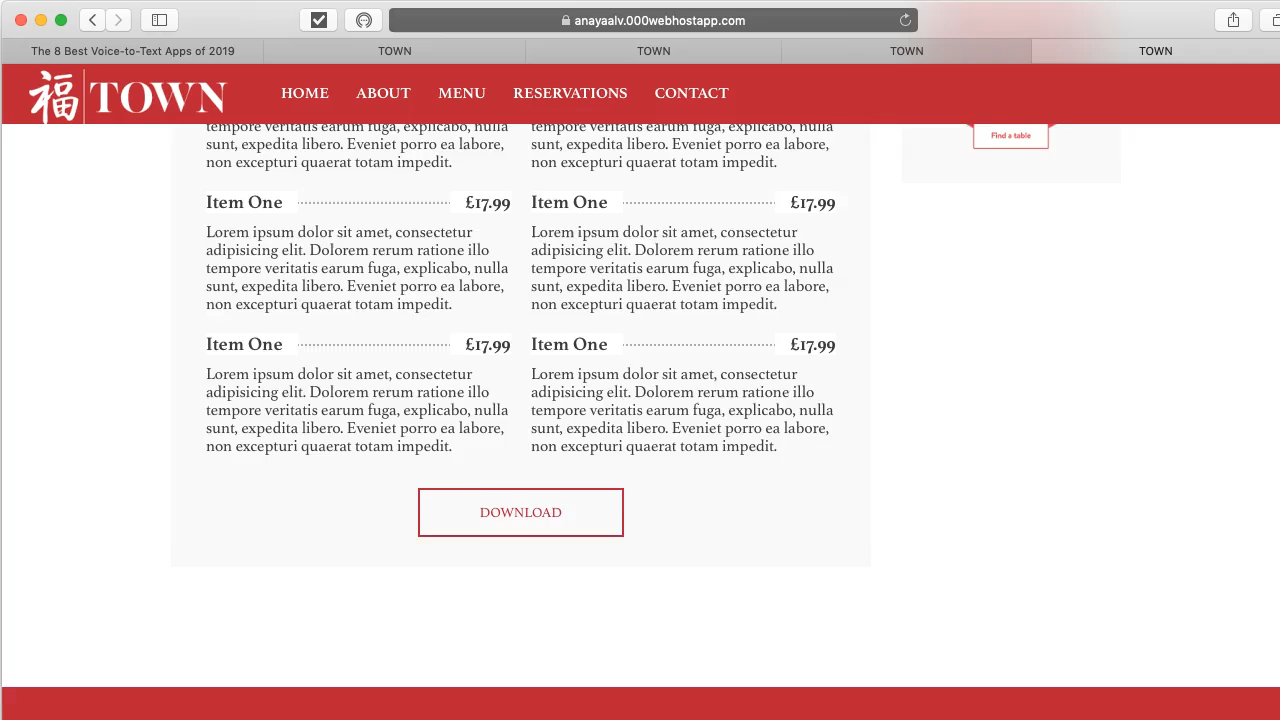 anayaalv.000webhostapp.com
The 8 Best Voice-to-Text Apps of 2019
TOWN
TOWN
TOWN
TOWN
福 TOWN
HOME
ABOUT
MENU
RESERVATIONS
CONTACT
tempore veritatis earum fuga, explicabo, nulla
sunt, expedita libero. Eveniet porro ea labore,
non excepturi quaerat totam impedit.
tempore veritatis earum fuga, explicabo, nulla
sunt, expedita libero. Eveniet porro ea labore,
non excepturi quaerat totam impedit.
Find a table
Item One £17.99
Lorem ipsum dolor sit amet, consectetur
adipisicing elit. Dolorem rerum ratione illo
tempore veritatis earum fuga, explicabo, nulla
sunt, expedita libero. Eveniet porro ea labore,
non excepturi quaerat totam impedit.
Item One £17.99
Lorem ipsum dolor sit amet, consectetur
adipisicing elit. Dolorem rerum ratione illo
tempore veritatis earum fuga, explicabo, nulla
sunt, expedita libero. Eveniet porro ea labore,
non excepturi quaerat totam impedit.
Item One £17.99
Lorem ipsum dolor sit amet, consectetur
adipisicing elit. Dolorem rerum ratione illo
tempore veritatis earum fuga, explicabo, nulla
sunt, expedita libero. Eveniet porro ea labore,
non excepturi quaerat totam impedit.
Item One £17.99
Lorem ipsum dolor sit amet, consectetur
adipisicing elit. Dolorem rerum ratione illo
tempore veritatis earum fuga, explicabo, nulla
sunt, expedita libero. Eveniet porro ea labore,
non excepturi quaerat totam impedit.
DOWNLOAD